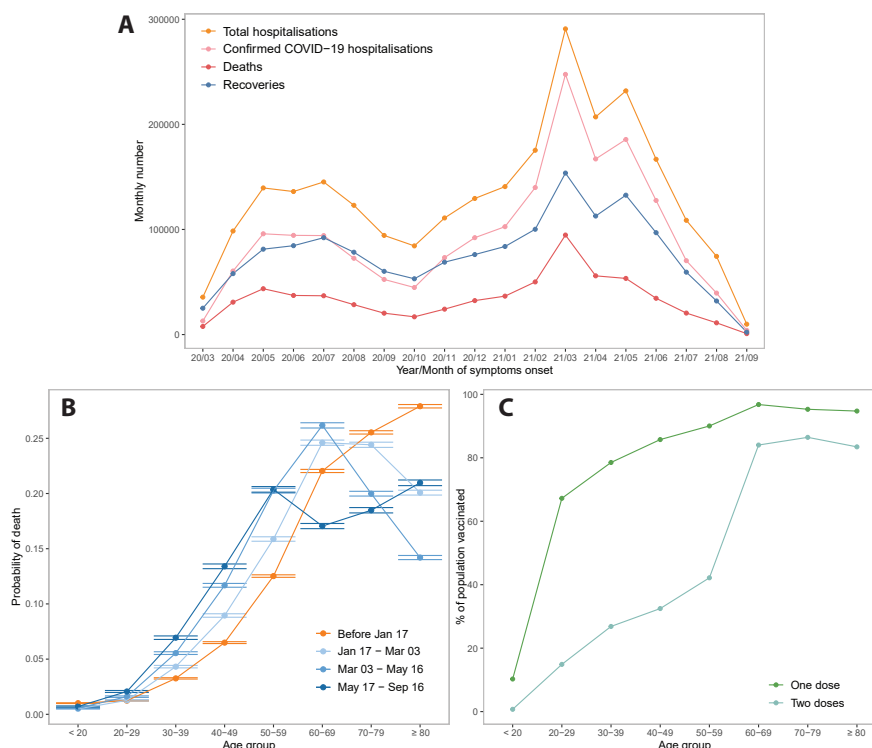 A
Total hospitalisations
Confirmed COVID−19 hospitalisations
Deaths
Recoveries
300000
200000
100000
0
Monthly number
20/03 20/04 20/05 20/06 20/07 20/08 20/09 20/10 20/11 20/12 21/01 21/02 21/03 21/04 21/05 21/06 21/07 21/08 21/09
Year/Month of symptoms onset
B
0.25
0.20
0.15
0.10
0.05
0.00
Probability of death
Before Jan 17
Jan 17 − Mar 03
Mar 03 − May 16
May 17 − Sep 16
< 20 20−29 30−39 40−49 50−59 60−69 70−79 ≥ 80
Age group
C
100
80
60
40
20
0
% of population vaccinated
One dose
Two doses
< 20 20−29 30−39 40−49 50−59 60−69 70−79 ≥ 80
Age group